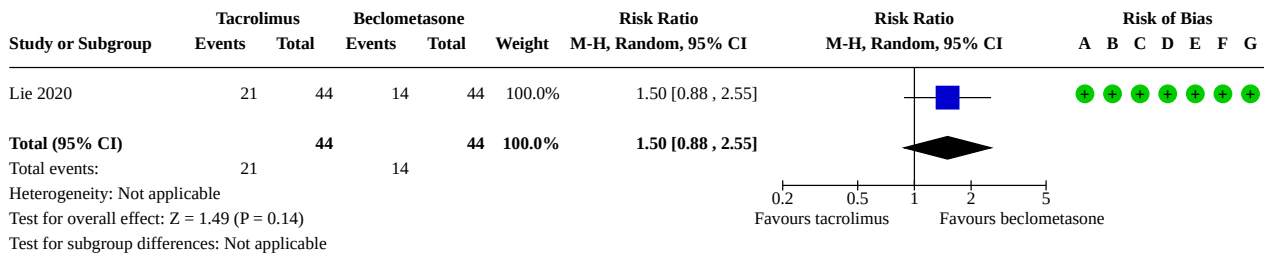 Tacrolimus Beclometasone Risk Ratio Risk Ratio Risk of Bias
Study or Subgroup Events Total Events Total Weight M-H, Random, 95% CI M-H, Random, 95% CI A B C D E F G
Lie 2020 21 44 14 44 100.0% 1.50 [0.88 , 2.55] + + + + + + +
Total (95% CI) 44 44 100.0% 1.50 [0.88 , 2.55]
Total events: 21 14
Heterogeneity: Not applicable 0.2 0.5 1 2 5
Test for overall effect: Z = 1.49 (P = 0.14) Favours tacrolimus Favours beclometasone
Test for subgroup differences: Not applicable